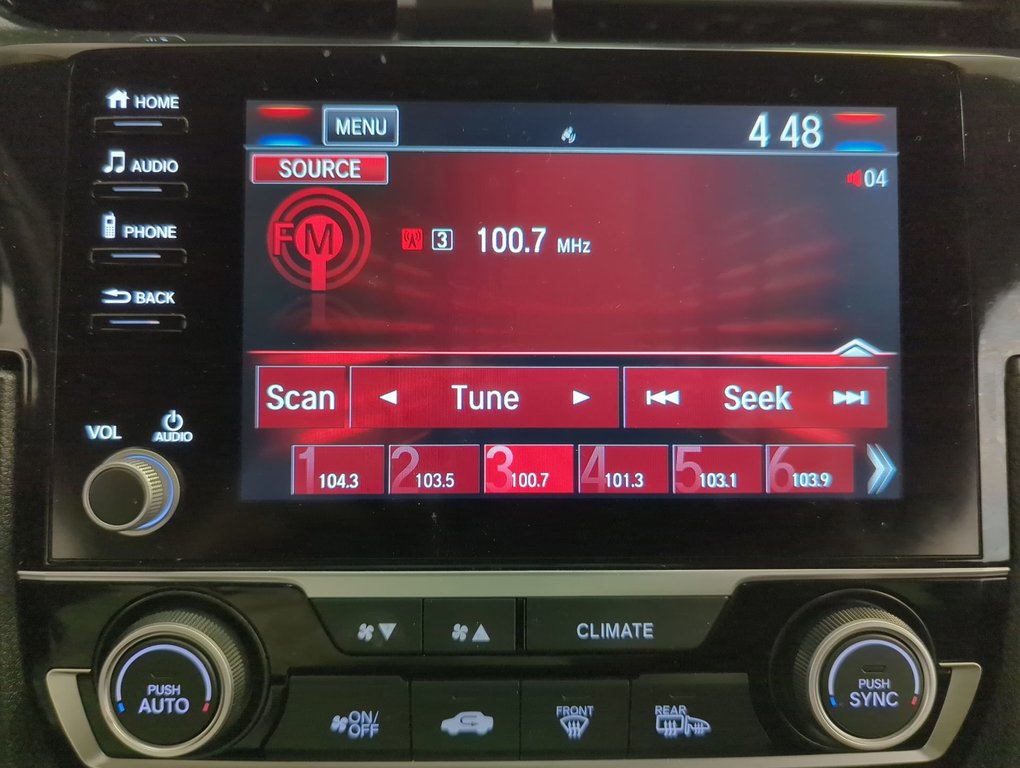 HOME
AUDIO
PHONE
BACK
VOL
AUDIO
MENU
4 48
SOURCE
04
FM
3 100.7 MHz
Scan
Tune
Seek
1 104.3
2 103.5
3 100.7
4 101.3
5 103.1
6 103.9
CLIMATE
PUSH
AUTO
ON/
OFF
FRONT
REAR
PUSH
SYNC